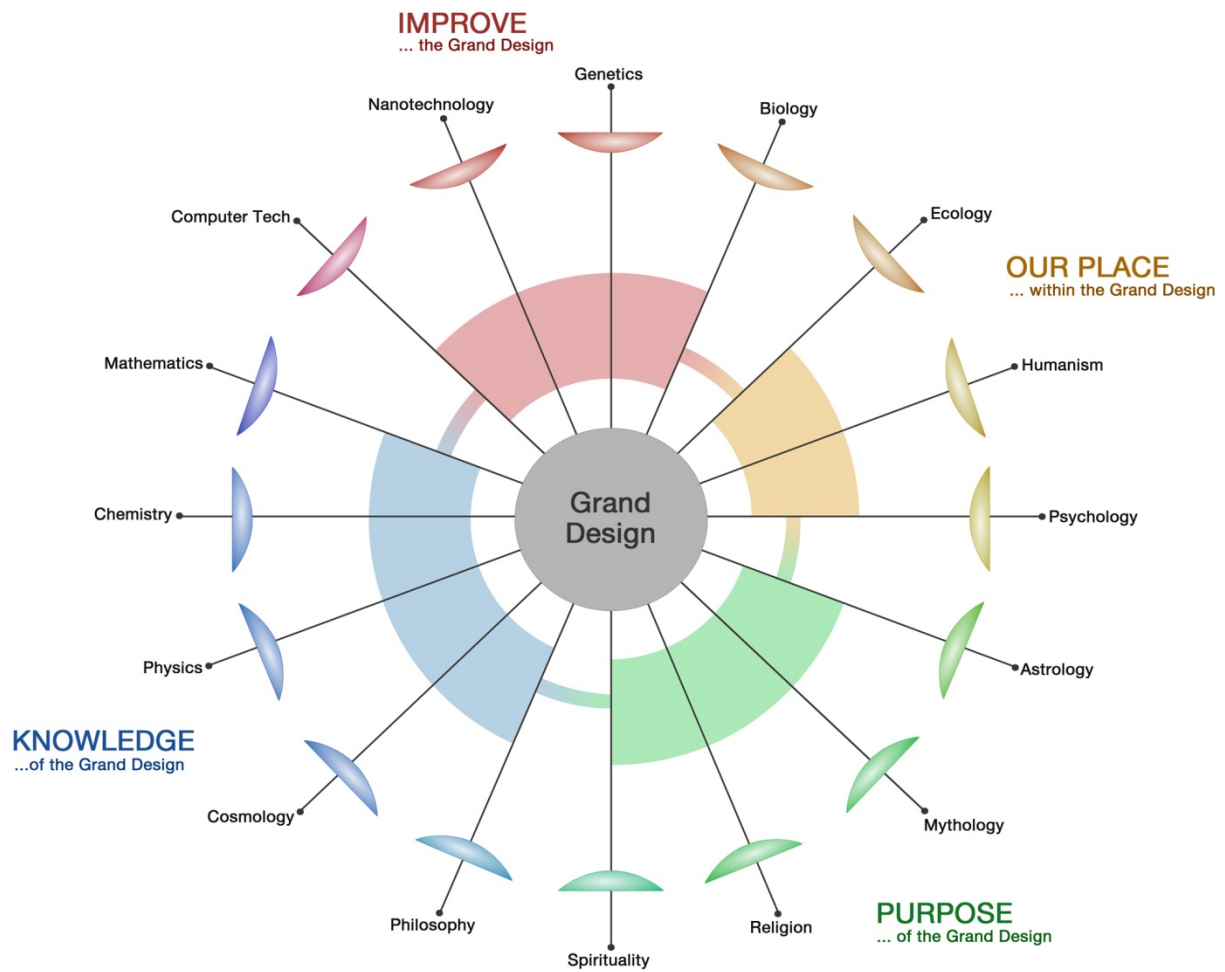 IMPROVE
... the Grand Design
Genetics
Nanotechnology
Biology
Computer Tech
Ecology
OUR PLACE
... within the Grand Design
Mathematics
Humanism
Grand
Design
Chemistry
Psychology
Physics
Astrology
KNOWLEDGE
...of the Grand Design
Cosmology
Mythology
Philosophy
Religion
PURPOSE
... of the Grand Design
Spirituality